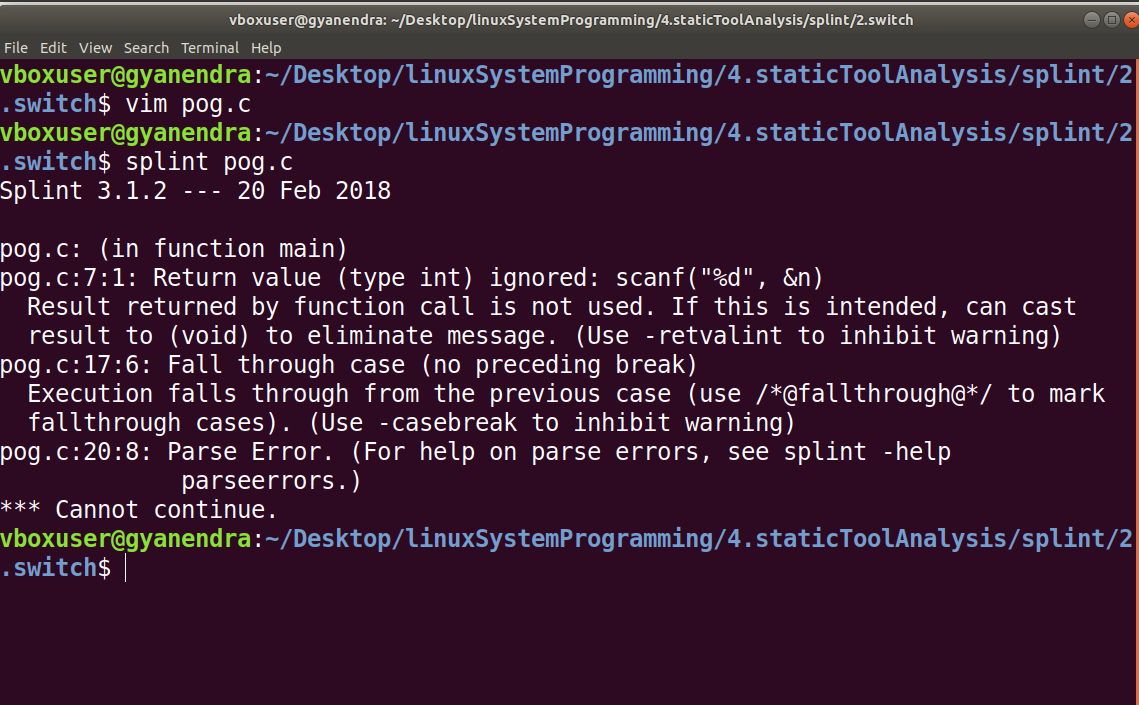 vboxuser@gyanendra: ~/Desktop/linuxSystemProgramming/4.staticToolAnalysis/splint/2.switch
File Edit View Search Terminal Help
vboxuser@gyanendra:~/Desktop/linuxSystemProgramming/4.staticToolAnalysis/splint/2
.switch$ vim pog.c
vboxuser@gyanendra:~/Desktop/linuxSystemProgramming/4.staticToolAnalysis/splint/2
.switch$ splint pog.c
Splint 3.1.2 --- 20 Feb 2018

pog.c: (in function main)
pog.c:7:1: Return value (type int) ignored: scanf("%d", &n)
  Result returned by function call is not used. If this is intended, can cast
  result to (void) to eliminate message. (Use -retvalint to inhibit warning)
pog.c:17:6: Fall through case (no preceding break)
  Execution falls through from the previous case (use /*@fallthrough@*/ to mark
  fallthrough cases). (Use -casebreak to inhibit warning)
pog.c:20:8: Parse Error. (For help on parse errors, see splint -help
             parseerrors.)
*** Cannot continue.
vboxuser@gyanendra:~/Desktop/linuxSystemProgramming/4.staticToolAnalysis/splint/2
.switch$